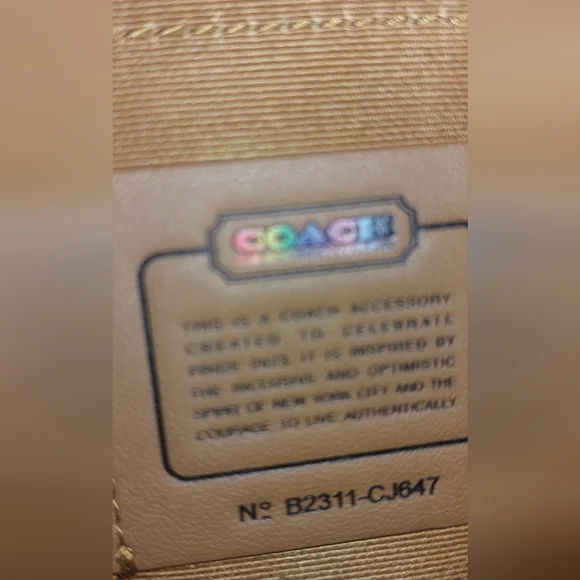 COACH
THIS IS A COACH ACCESSORY
CREATED TO CELEBRATE
PRIDE IT IS INSPIRED BY
THE INCLUSIVE AND OPTIMISTIC
SPIRIT OF NEW YORK CITY AND THE
COURAGE TO LIVE AUTHENTICALLY
Nº B2311-CJ647